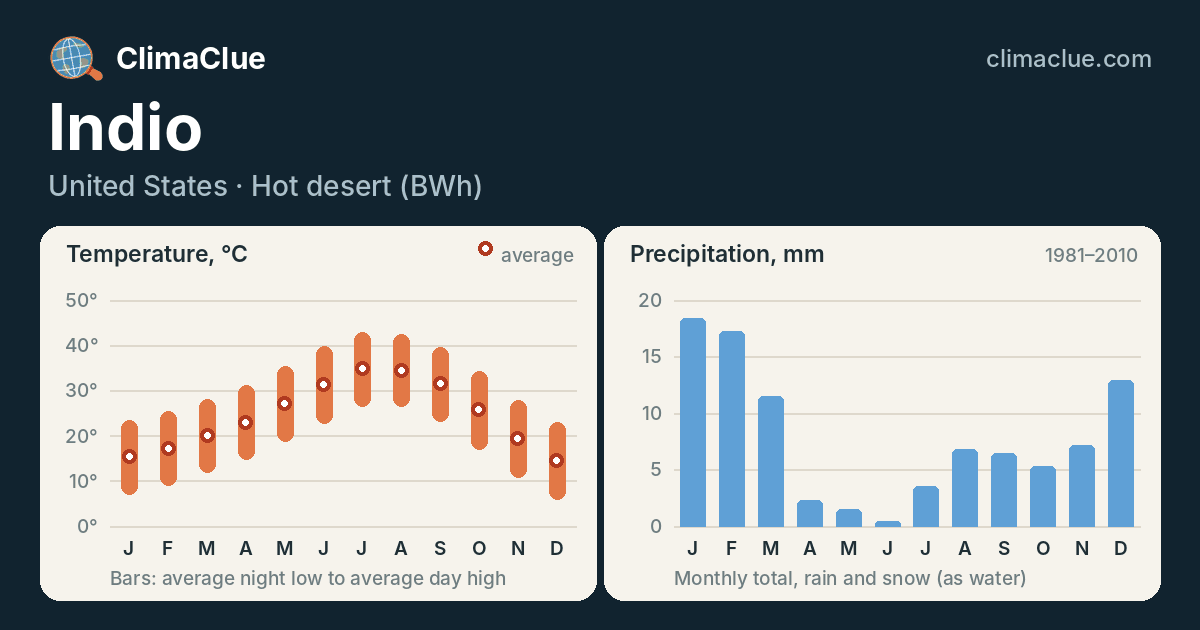 ClimaClue
climaclue.com
Indio
United States · Hot desert (BWh)
Temperature, °C
average
50°
40°
30°
20°
10°
0°
J F M A M J J A S O N D
Bars: average night low to average day high
Precipitation, mm
1981–2010
20
15
10
5
0
J F M A M J J A S O N D
Monthly total, rain and snow (as water)